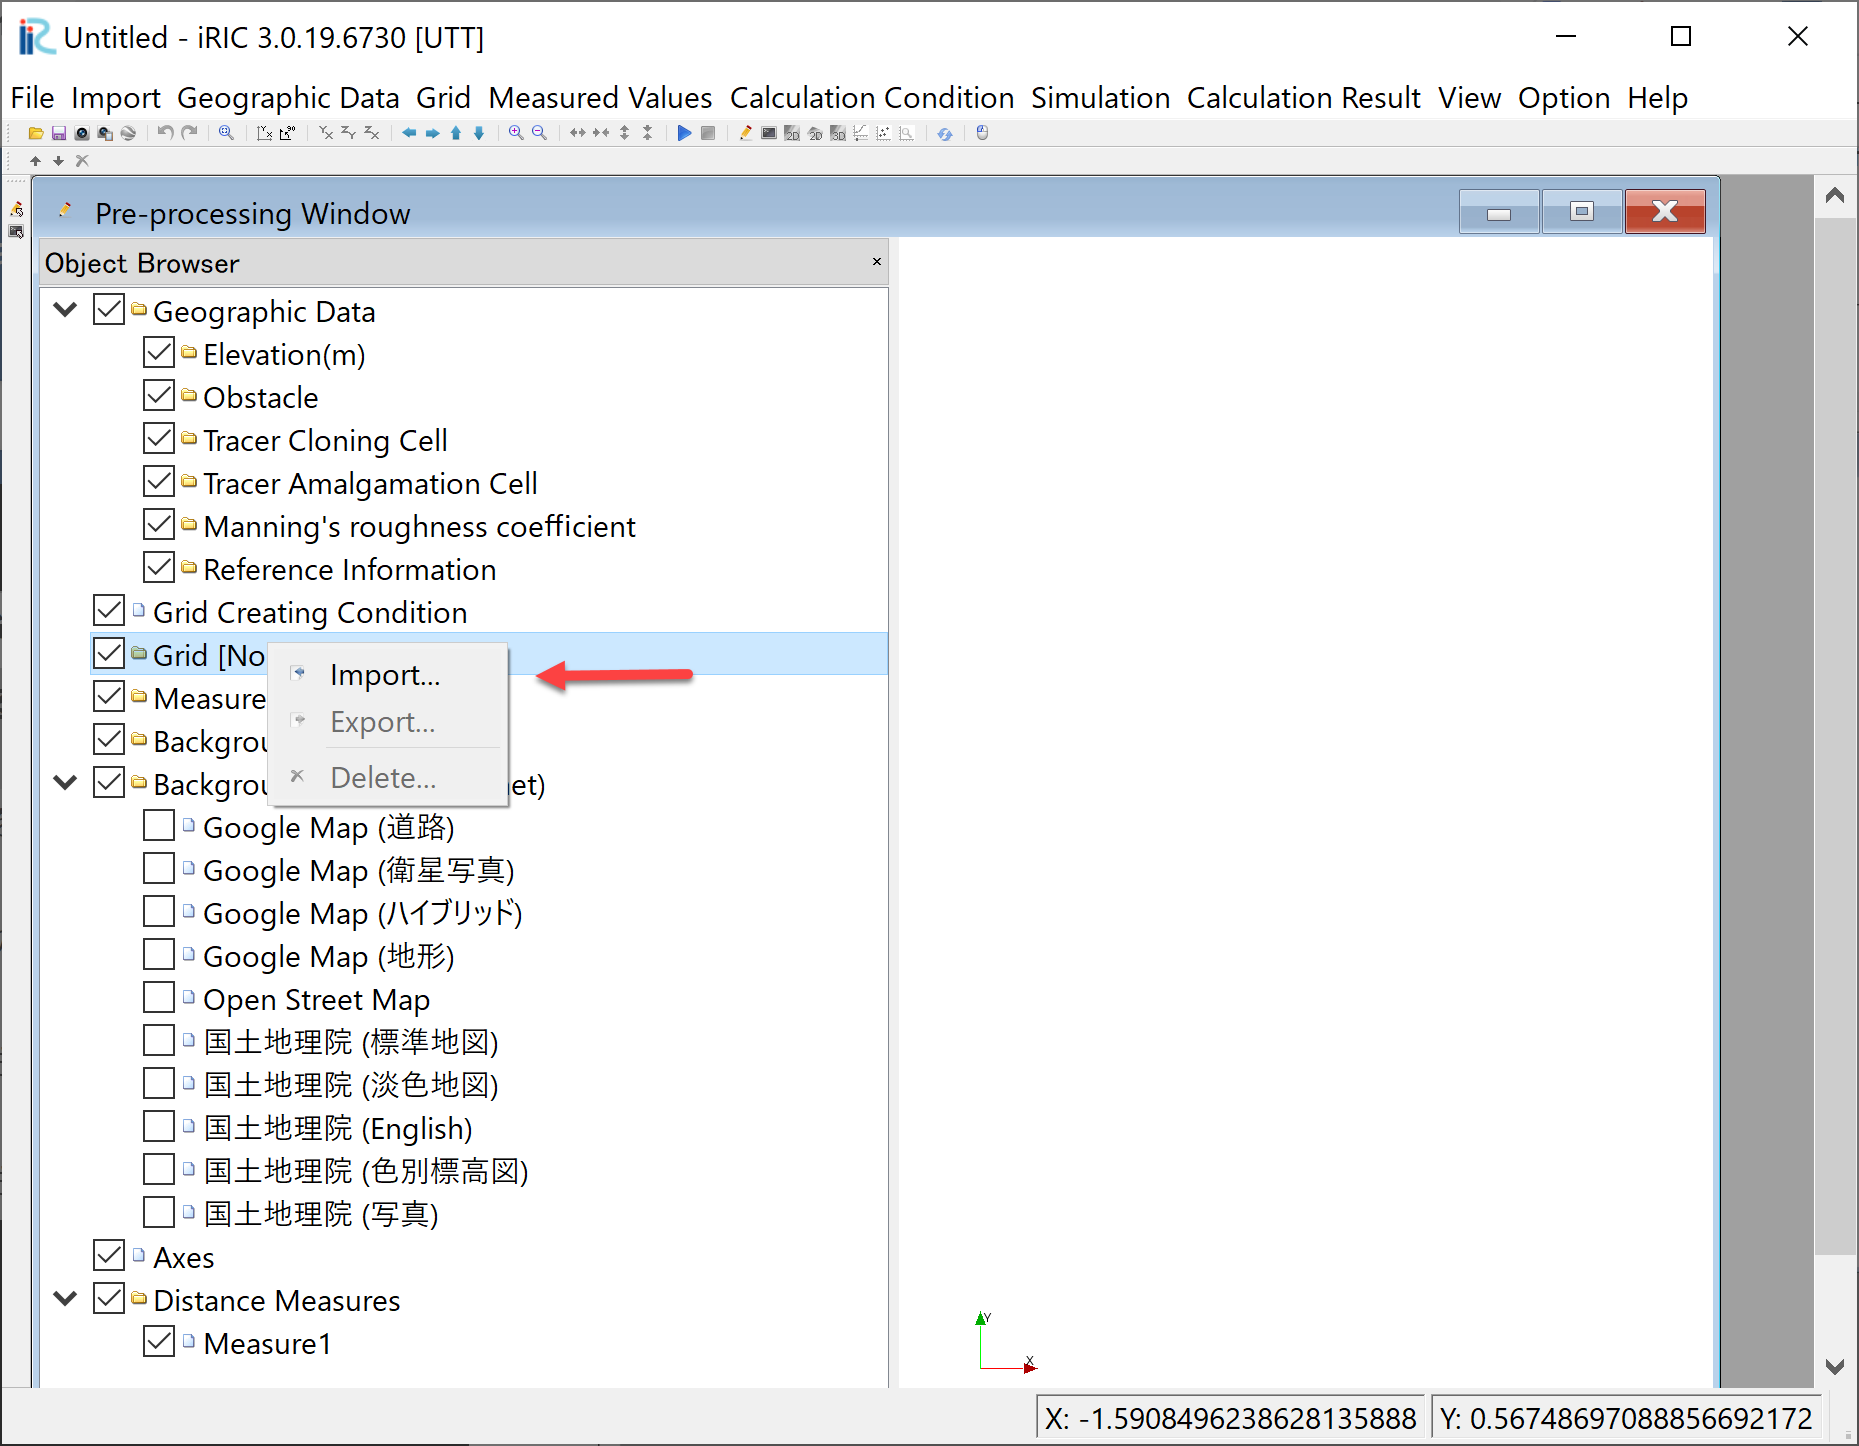 Untitled - iRIC 3.0.19.6730 [UTT]
File Import Geographic Data Grid Measured Values Calculation Condition Simulation Calculation Result View Option Help
Pre-processing Window
Object Browser
Geographic Data
Elevation(m)
Obstacle
Tracer Cloning Cell
Tracer Amalgamation Cell
Manning's roughness coefficient
Reference Information
Grid Creating Condition
Grid [No
Import...
Measure
Export...
Backgrou
Delete...
Backgrou et)
Google Map (道路)
Google Map (衛星写真)
Google Map (ハイブリッド)
Google Map (地形)
Open Street Map
国土地理院 (標準地図)
国土地理院 (淡色地図)
国土地理院 (English)
国土地理院 (色別標高図)
国土地理院 (写真)
Axes
Distance Measures
Measure1
Y
X
X: -1.5908496238628135888 Y: 0.56748697088856692172